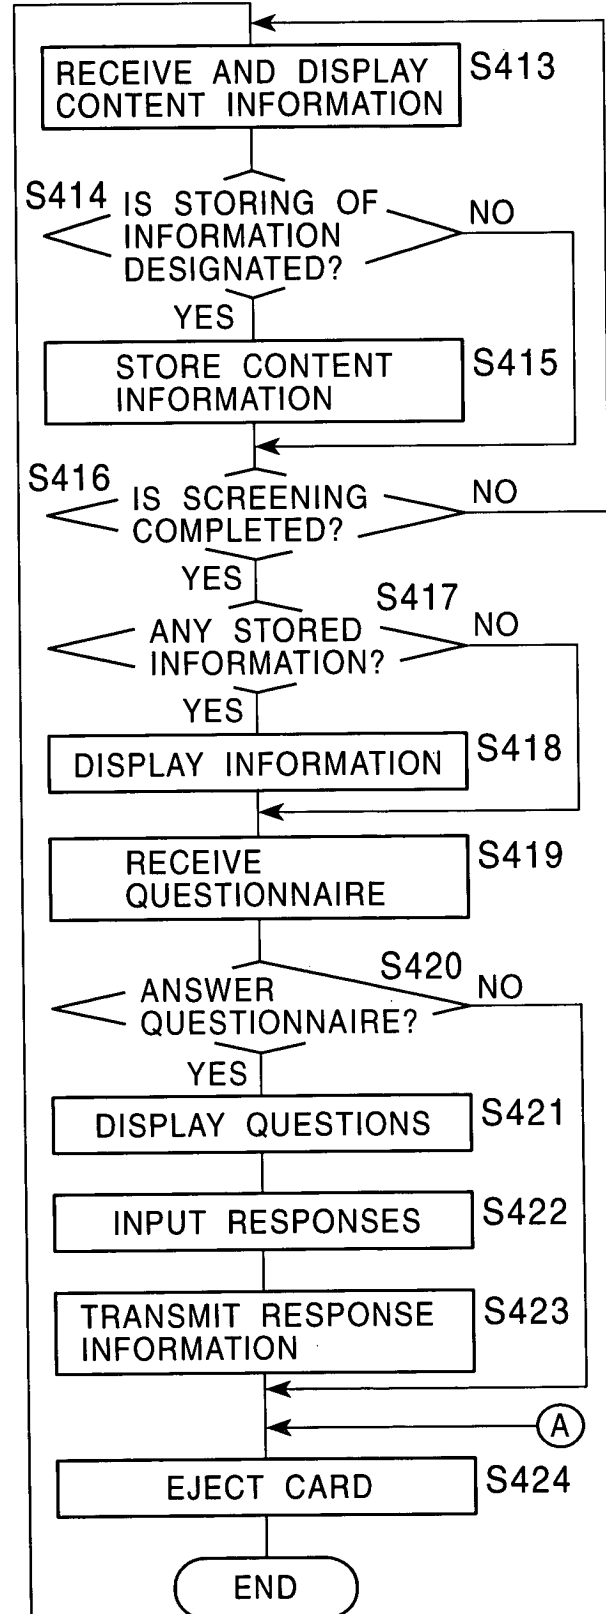 RECEIVE AND DISPLAY
CONTENT INFORMATION
S413
S414
IS STORING OF
INFORMATION
DESIGNATED?
NO
YES
STORE CONTENT
INFORMATION
S415
S416
IS SCREENING
COMPLETED?
NO
YES
S417
ANY STORED
INFORMATION?
NO
YES
DISPLAY INFORMATION
S418
RECEIVE
QUESTIONNAIRE
S419
S420
ANSWER
QUESTIONNAIRE?
NO
YES
DISPLAY QUESTIONS
S421
INPUT RESPONSES
S422
TRANSMIT RESPONSE
INFORMATION
S423
A
EJECT CARD
S424
END